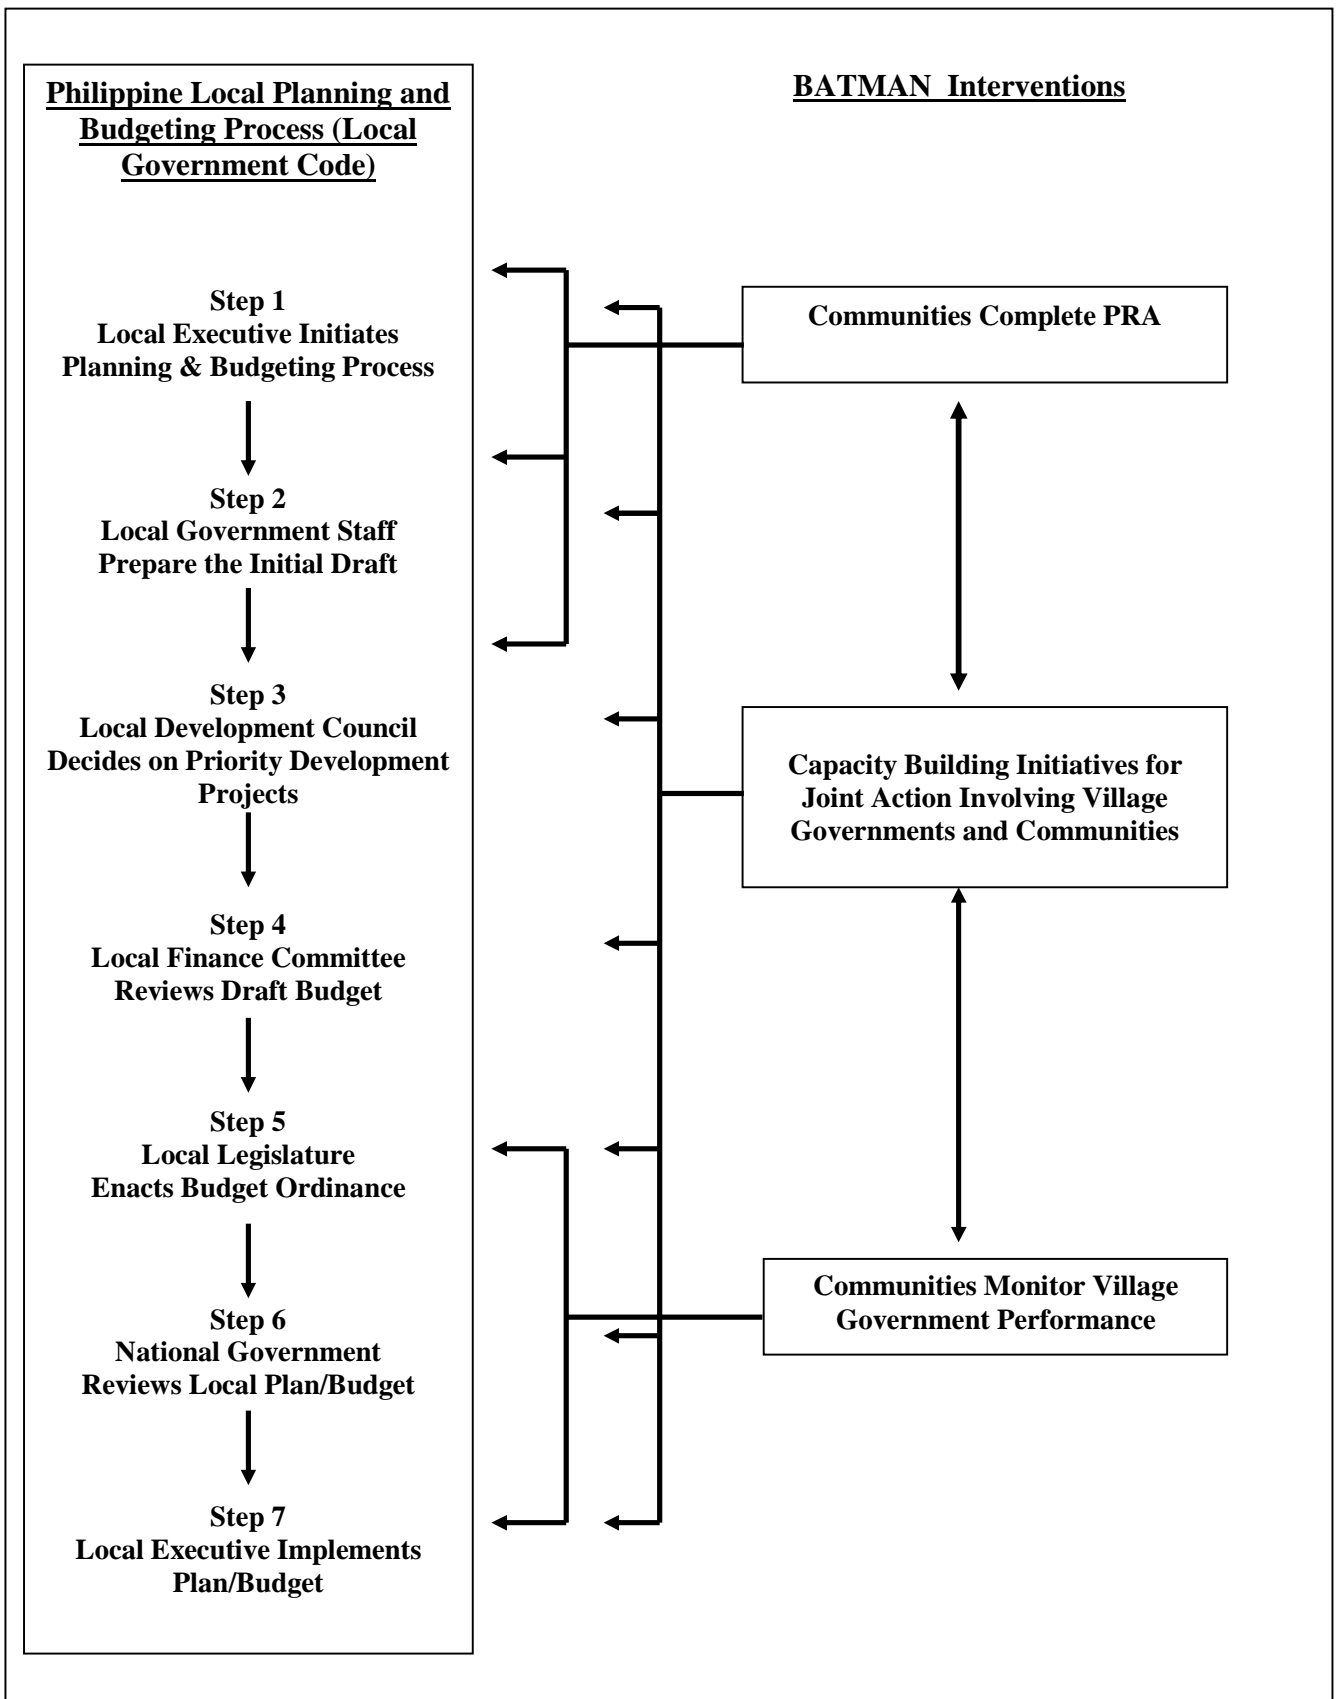 Philippine Local Planning and
Budgeting Process (Local
Government Code)
Step 1
Local Executive Initiates
Planning & Budgeting Process
Step 2
Local Government Staff
Prepare the Initial Draft
Step 3
Local Development Council
Decides on Priority Development
Projects
Step 4
Local Finance Committee
Reviews Draft Budget
Step 5
Local Legislature
Enacts Budget Ordinance
Step 6
National Government
Reviews Local Plan/Budget
Step 7
Local Executive Implements
Plan/Budget
BATMAN Interventions
Communities Complete PRA
Capacity Building Initiatives for
Joint Action Involving Village
Governments and Communities
Communities Monitor Village
Government Performance